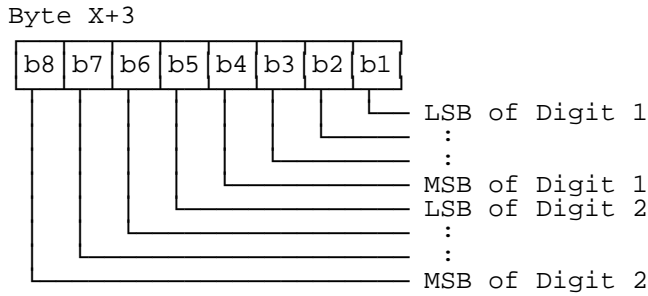 Byte X+3
b8 b7 b6 b5 b4 b3 b2 b1
LSB of Digit 1
:
:
MSB of Digit 1
LSB of Digit 2
:
:
MSB of Digit 2